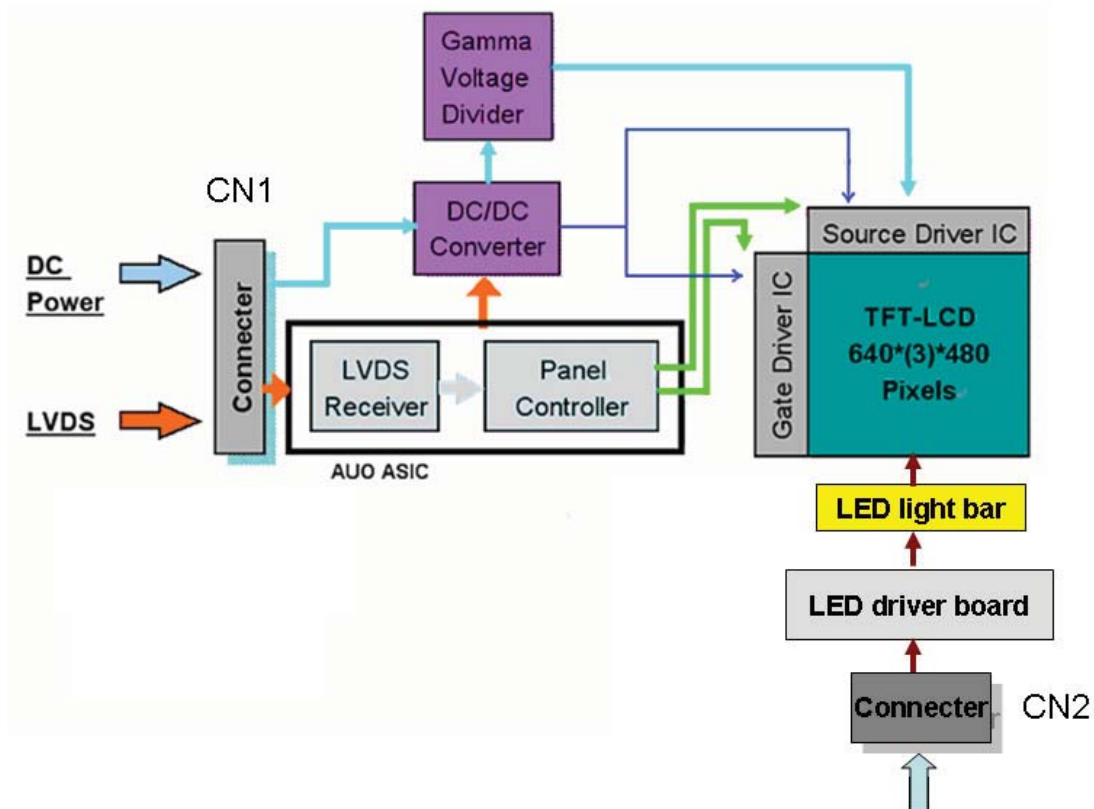 Gamma
Voltage
Divider
CN1
DC/DC
Converter
DC
Power
LVDS
Connecter
LVDS
Receiver
Panel
Controller
AUO ASIC
Source Driver IC
Gate Driver IC
TFT-LCD
640*(3)*480
Pixels
LED light bar
LED driver board
Connecter
CN2